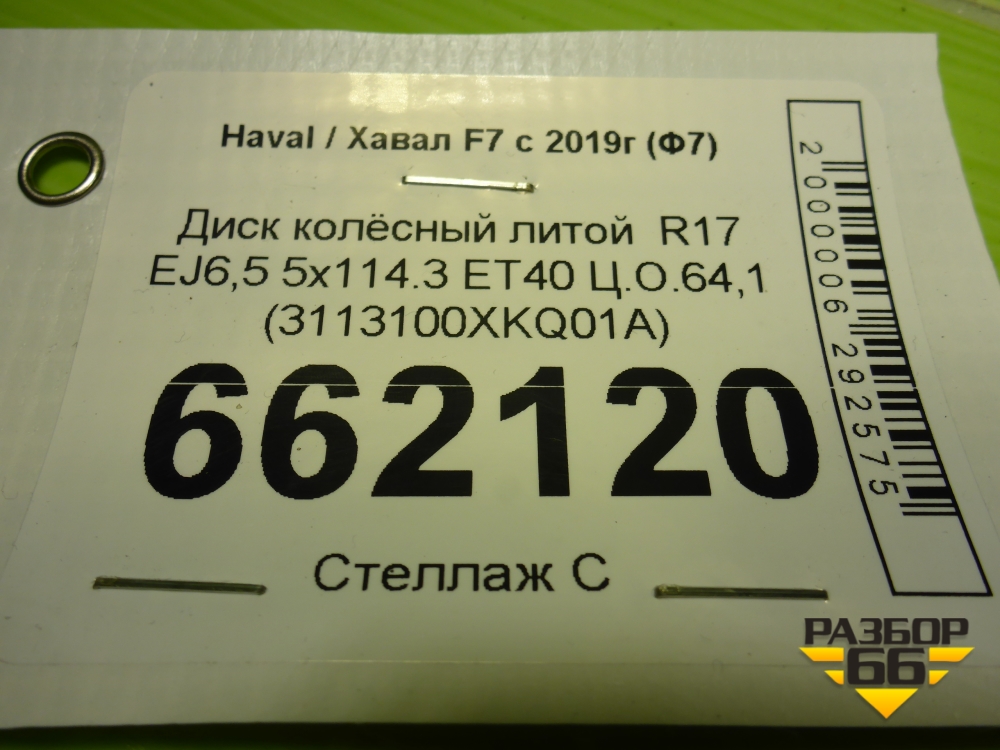 Haval / Хавал F7 с 2019г (Ф7)
Диск колёсный литой R17
EJ6,5 5x114.3 ET40 Ц.О.64,1
(3113100XKQ01A)
662120
Стеллаж С
2000006292575
РАЗБОР
66